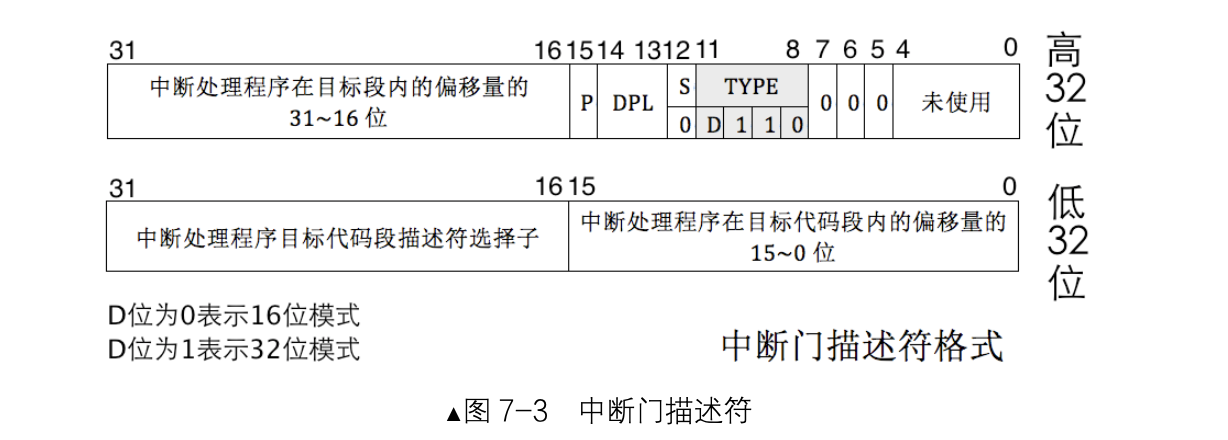 31 16 15 14 13 12 11 8 7 6 5 4 0
中断处理程序在目标段内的偏移量的
31~16 位
P DPL S TYPE 0 0 0 未使用
0 D 1 1 0
高
32
位
31 16 15 0
中断处理程序目标代码段描述符选择子
中断处理程序在目标代码段内的偏移量的
15~0 位
低
32
位
D位为0表示16位模式
D位为1表示32位模式
中断门描述符格式
▲图 7-3 中断门描述符